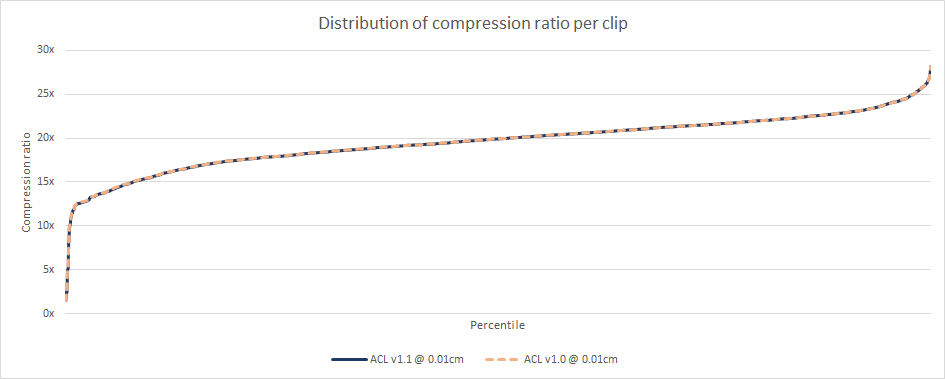 Distribution of compression ratio per clip
30x
25x
20x
15x
10x
5x
0x
Compression ratio
Percentile
ACL v1.1 @ 0.01cm
ACL v1.0 @ 0.01cm